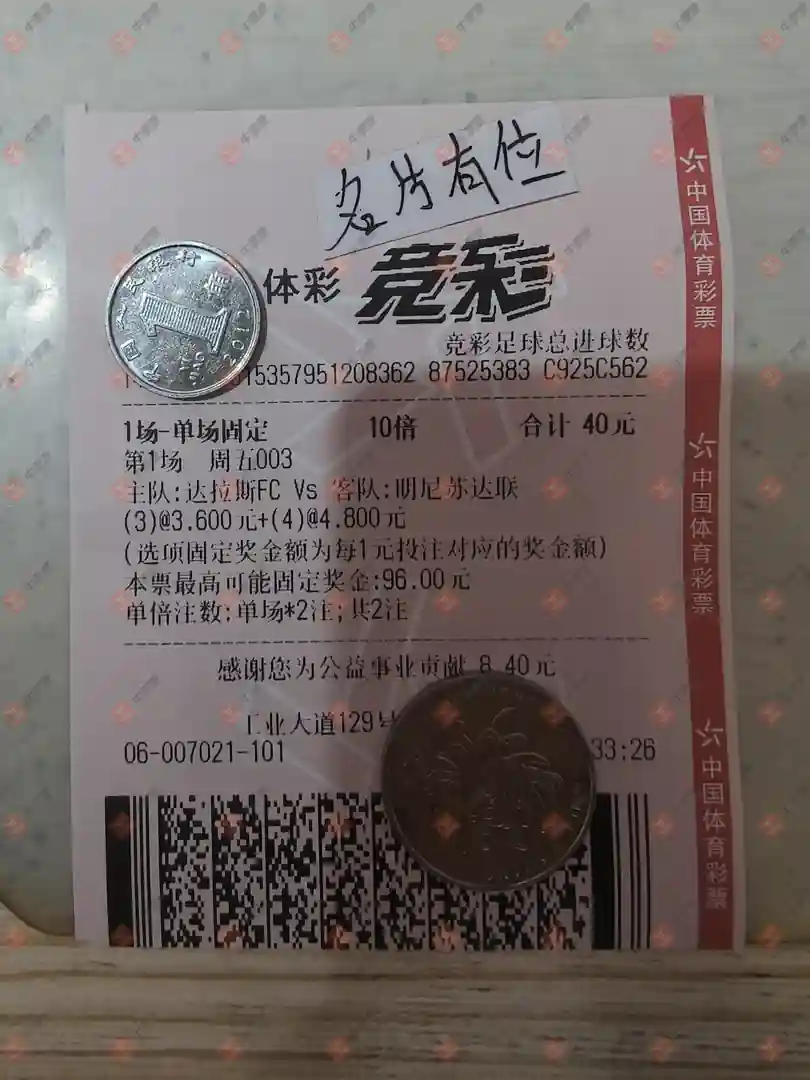 名片有位
体彩 竞彩
竞彩足球总进球数
15357951208362 87525383 C925C562
1场-单场固定 10倍 合计 40元
第1场 周五003
主队:达拉斯FC Vs 客队:明尼苏达联
(3)@3.600元+(4)@4.800元
(选项固定奖金额为每1元投注对应的奖金额)
本票最高可能固定奖金:96.00元
单倍注数:单场*2注;共2注
感谢您为公益事业贡献 8.40元
工业大道129号
06-007021-101 33:26
中国体育彩票
中国体育彩票
中国体育彩票